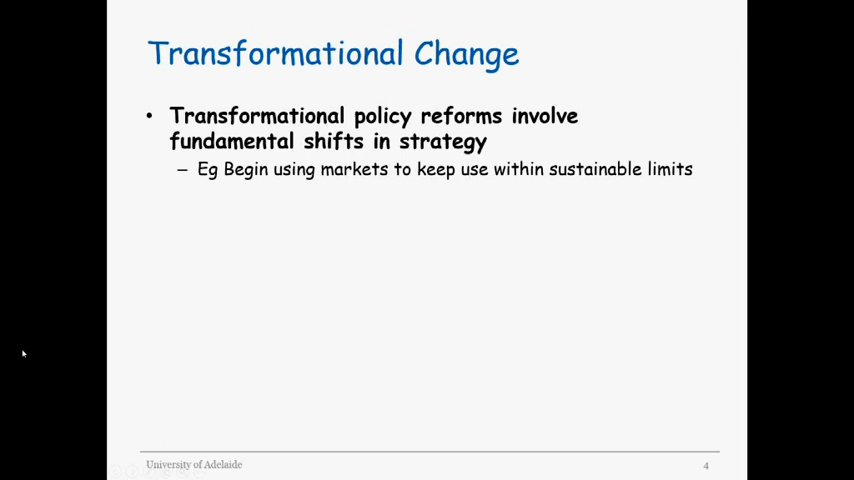 Transformational Change
• Transformational policy reforms involve
fundamental shifts in strategy
– Eg Begin using markets to keep use within sustainable limits
University of Adelaide
4